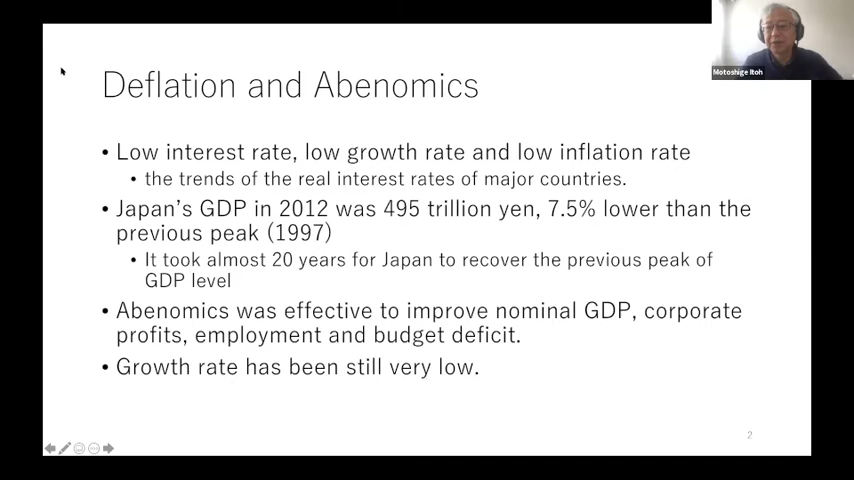 Motoshige Itoh
Deflation and Abenomics
• Low interest rate, low growth rate and low inflation rate
• the trends of the real interest rates of major countries.
• Japan's GDP in 2012 was 495 trillion yen, 7.5% lower than the
previous peak (1997)
• It took almost 20 years for Japan to recover the previous peak of
GDP level
• Abenomics was effective to improve nominal GDP, corporate
profits, employment and budget deficit.
• Growth rate has been still very low.
2